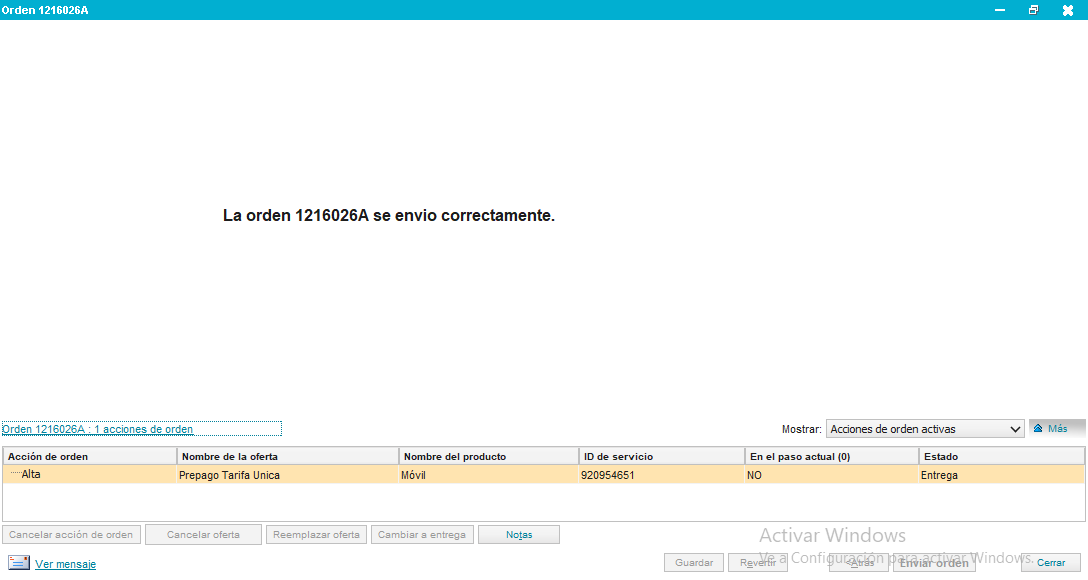 Orden 1216026A
La orden 1216026A se envio correctamente.
Orden 1216026A : 1 acciones de orden
Mostrar: Acciones de orden activas Más
Acción de orden Nombre de la oferta Nombre del producto ID de servicio En el paso actual (0) Estado
Alta Prepago Tarifa Unica Móvil 920954651 NO Entrega
Cancelar acción de orden Cancelar oferta Reemplazar oferta Cambiar a entrega Notas
Activar Windows
Ve a Configuración para activar Windows.
Ver mensaje Guardar Revertir <Atrás Enviar orden Cerrar